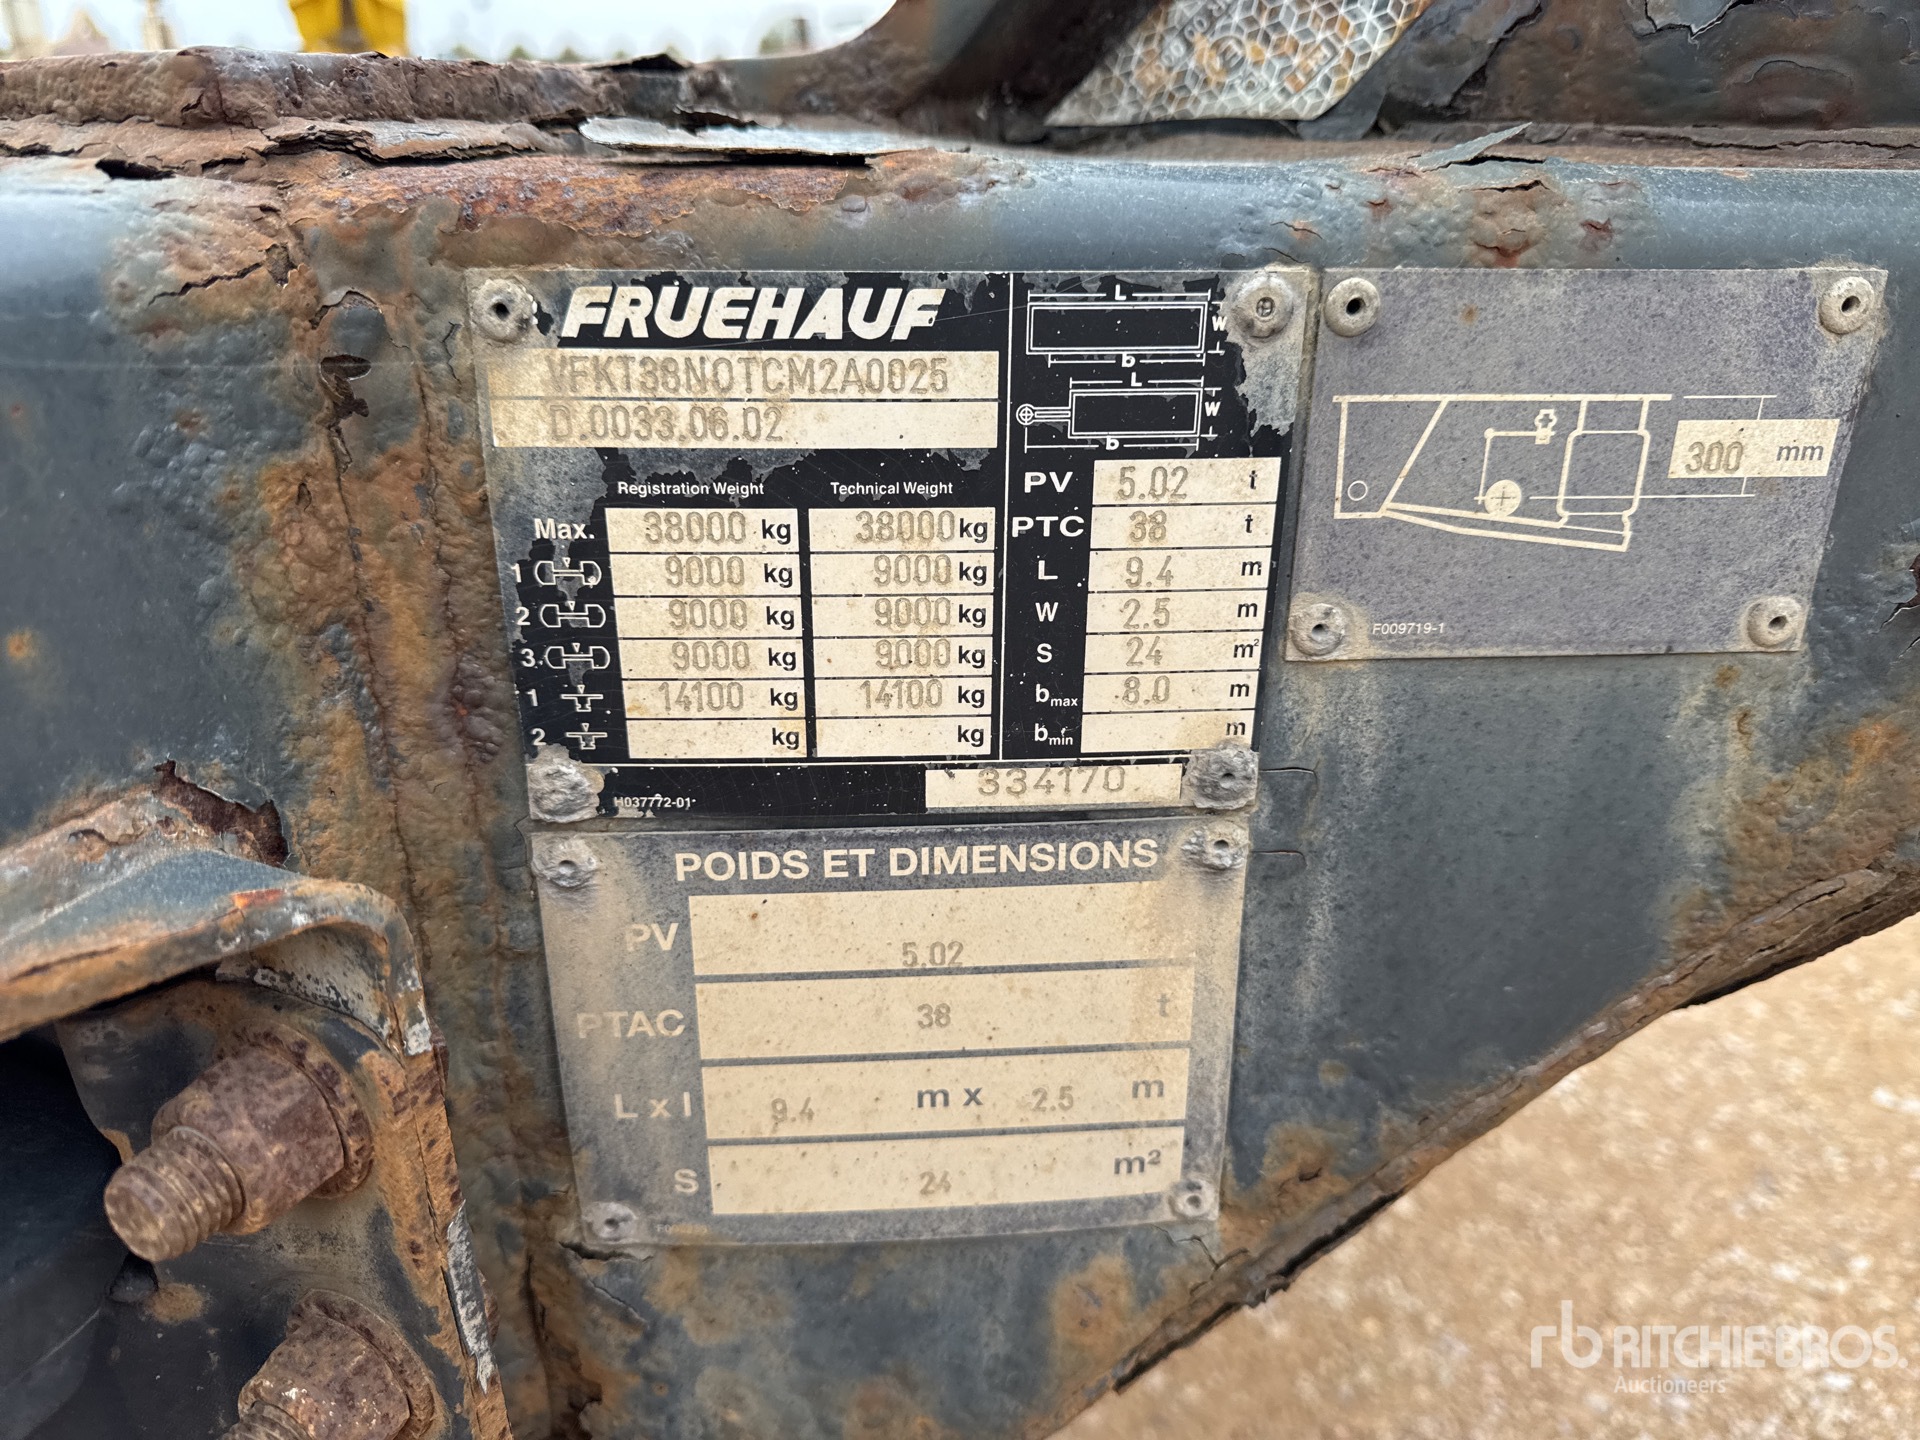 FRUEHAUF
VFKT38NOTCM2A0025
D.0033.06.02
Registration Weight Technical Weight
Max. 38000 kg 38000 kg
1 9000 kg 9000 kg
2 9000 kg 9000 kg
3 9000 kg 9000 kg
1 14100 kg 14100 kg
2 kg kg
H037772-01
334170
L
W
b
L
W
b
PV 5.02 t
PTC 38 t
L 9.4 m
W 2.5 m
S 24 m²
bmax 8.0 m
bmin m
300 mm
F009719-1
POIDS ET DIMENSIONS
PV 5.02
PTAC 38 t
L x l 9.4 m x 2.5 m
S 24 m²
rb RITCHIE BROS.
Auctioneers